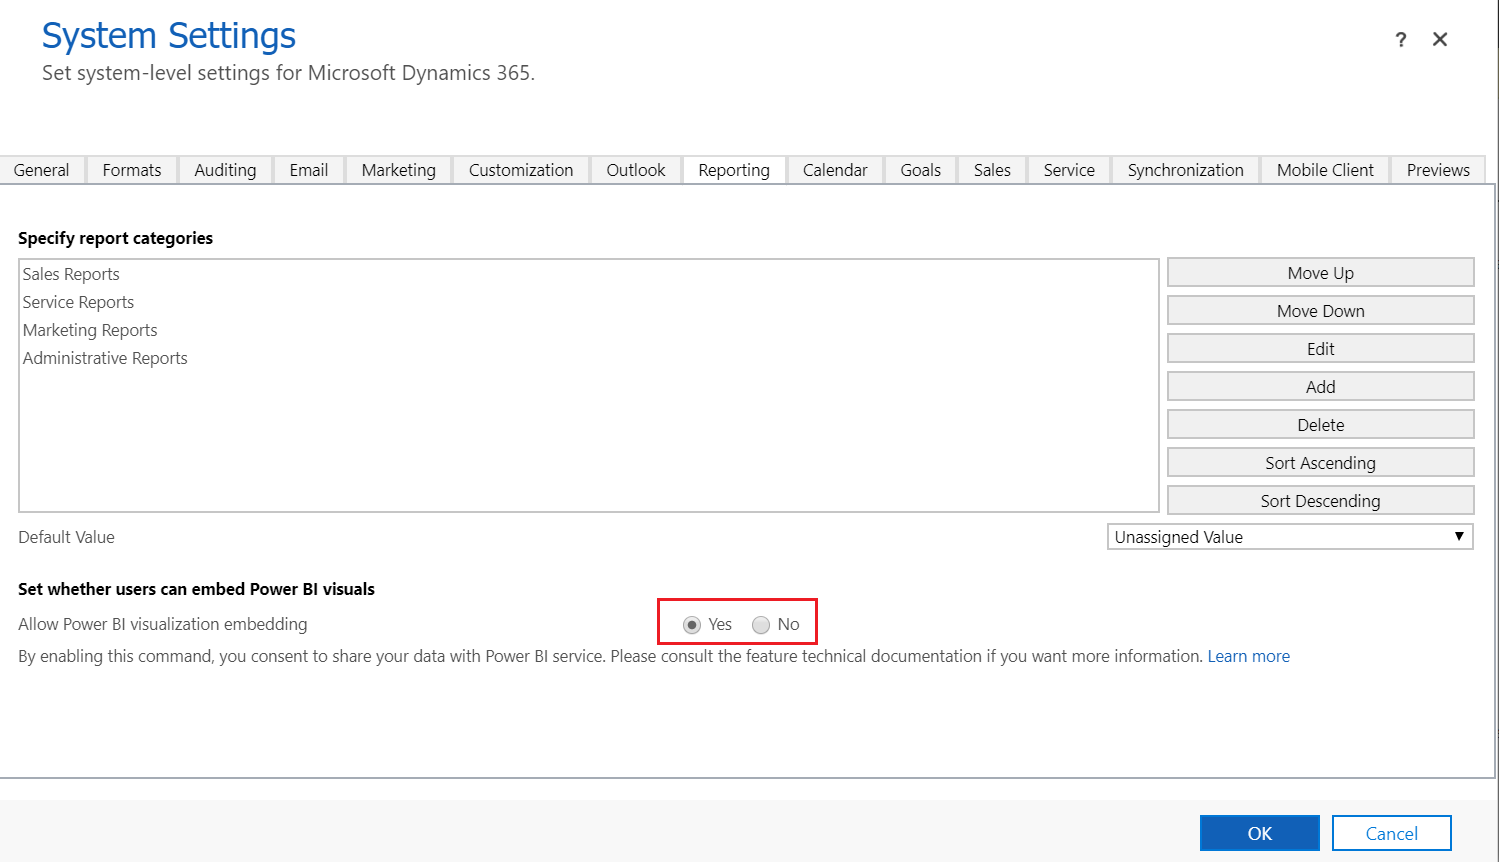 System Settings
? ✕
Set system-level settings for Microsoft Dynamics 365.
General Formats Auditing Email Marketing Customization Outlook Reporting Calendar Goals Sales Service Synchronization Mobile Client Previews
Specify report categories
Sales Reports
Service Reports
Marketing Reports
Administrative Reports
Move Up
Move Down
Edit
Add
Delete
Sort Ascending
Sort Descending
Default Value Unassigned Value
Set whether users can embed Power BI visuals
Allow Power BI visualization embedding Yes No
By enabling this command, you consent to share your data with Power BI service. Please consult the feature technical documentation if you want more information. Learn more
OK Cancel